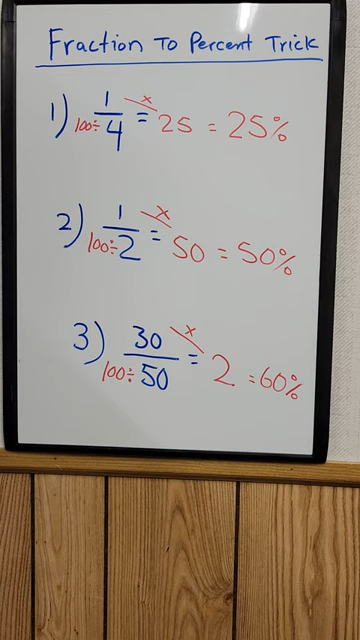 Fraction To Percent Trick
1) 100÷ 1/4 = x 25 = 25%
2) 100÷ 1/2 = x 50 = 50%
3) 100÷ 30/50 = x 2 = 60%